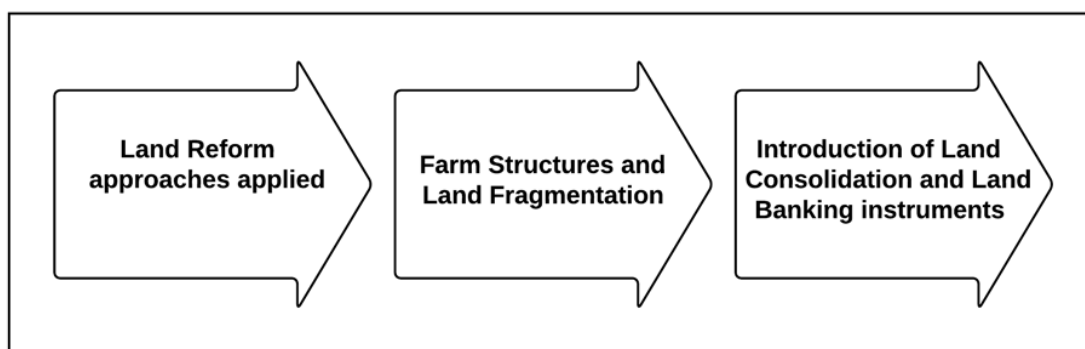 Land Reform
approaches applied
Farm Structures and
Land Fragmentation
Introduction of Land
Consolidation and Land
Banking instruments